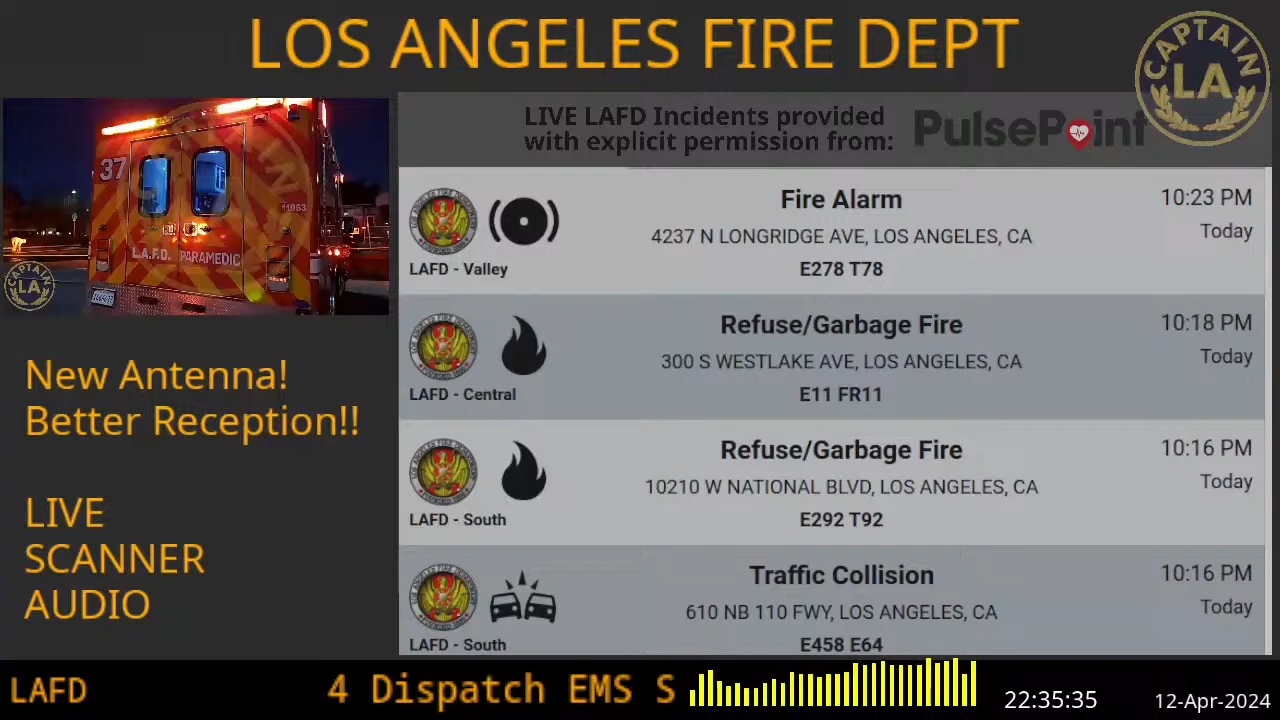 LOS ANGELES FIRE DEPT
CAPTAIN
LA
LIVE LAFD Incidents provided
with explicit permission from:
PulsePoint
37
11963
L.A.F.D. PARAMEDIC
CAPTAIN
LA
Fire Alarm
4237 N LONGRIDGE AVE, LOS ANGELES, CA
E278 T78
10:23 PM
Today
LAFD - Valley
Refuse/Garbage Fire
300 S WESTLAKE AVE, LOS ANGELES, CA
E11 FR11
10:18 PM
Today
LAFD - Central
Refuse/Garbage Fire
10210 W NATIONAL BLVD, LOS ANGELES, CA
E292 T92
10:16 PM
Today
LAFD - South
Traffic Collision
610 NB 110 FWY, LOS ANGELES, CA
E458 E64
10:16 PM
Today
LAFD - South
New Antenna!
Better Reception!!
LIVE
SCANNER
AUDIO
LAFD
4 Dispatch EMS S
22:35:35
12-Apr-2024